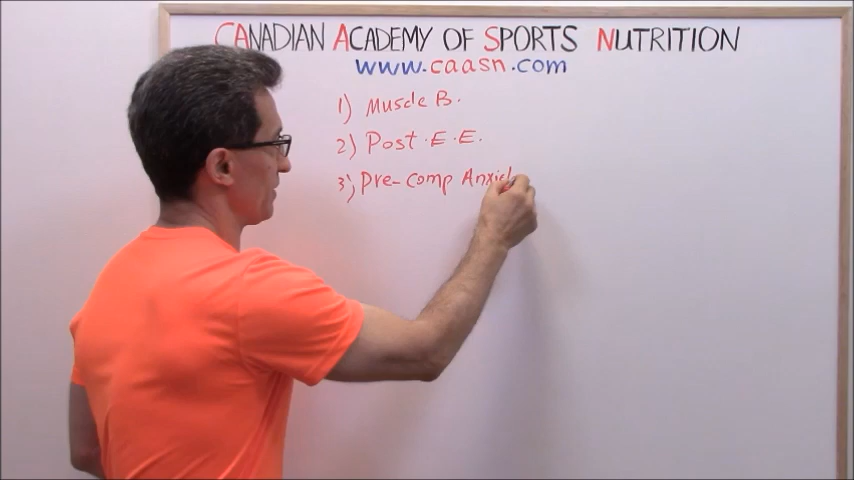 CANADIAN ACADEMY OF SPORTS NUTRITION
www.caasn.com
1) Muscle B.
2) Post.E.E.
3) Pre-Comp